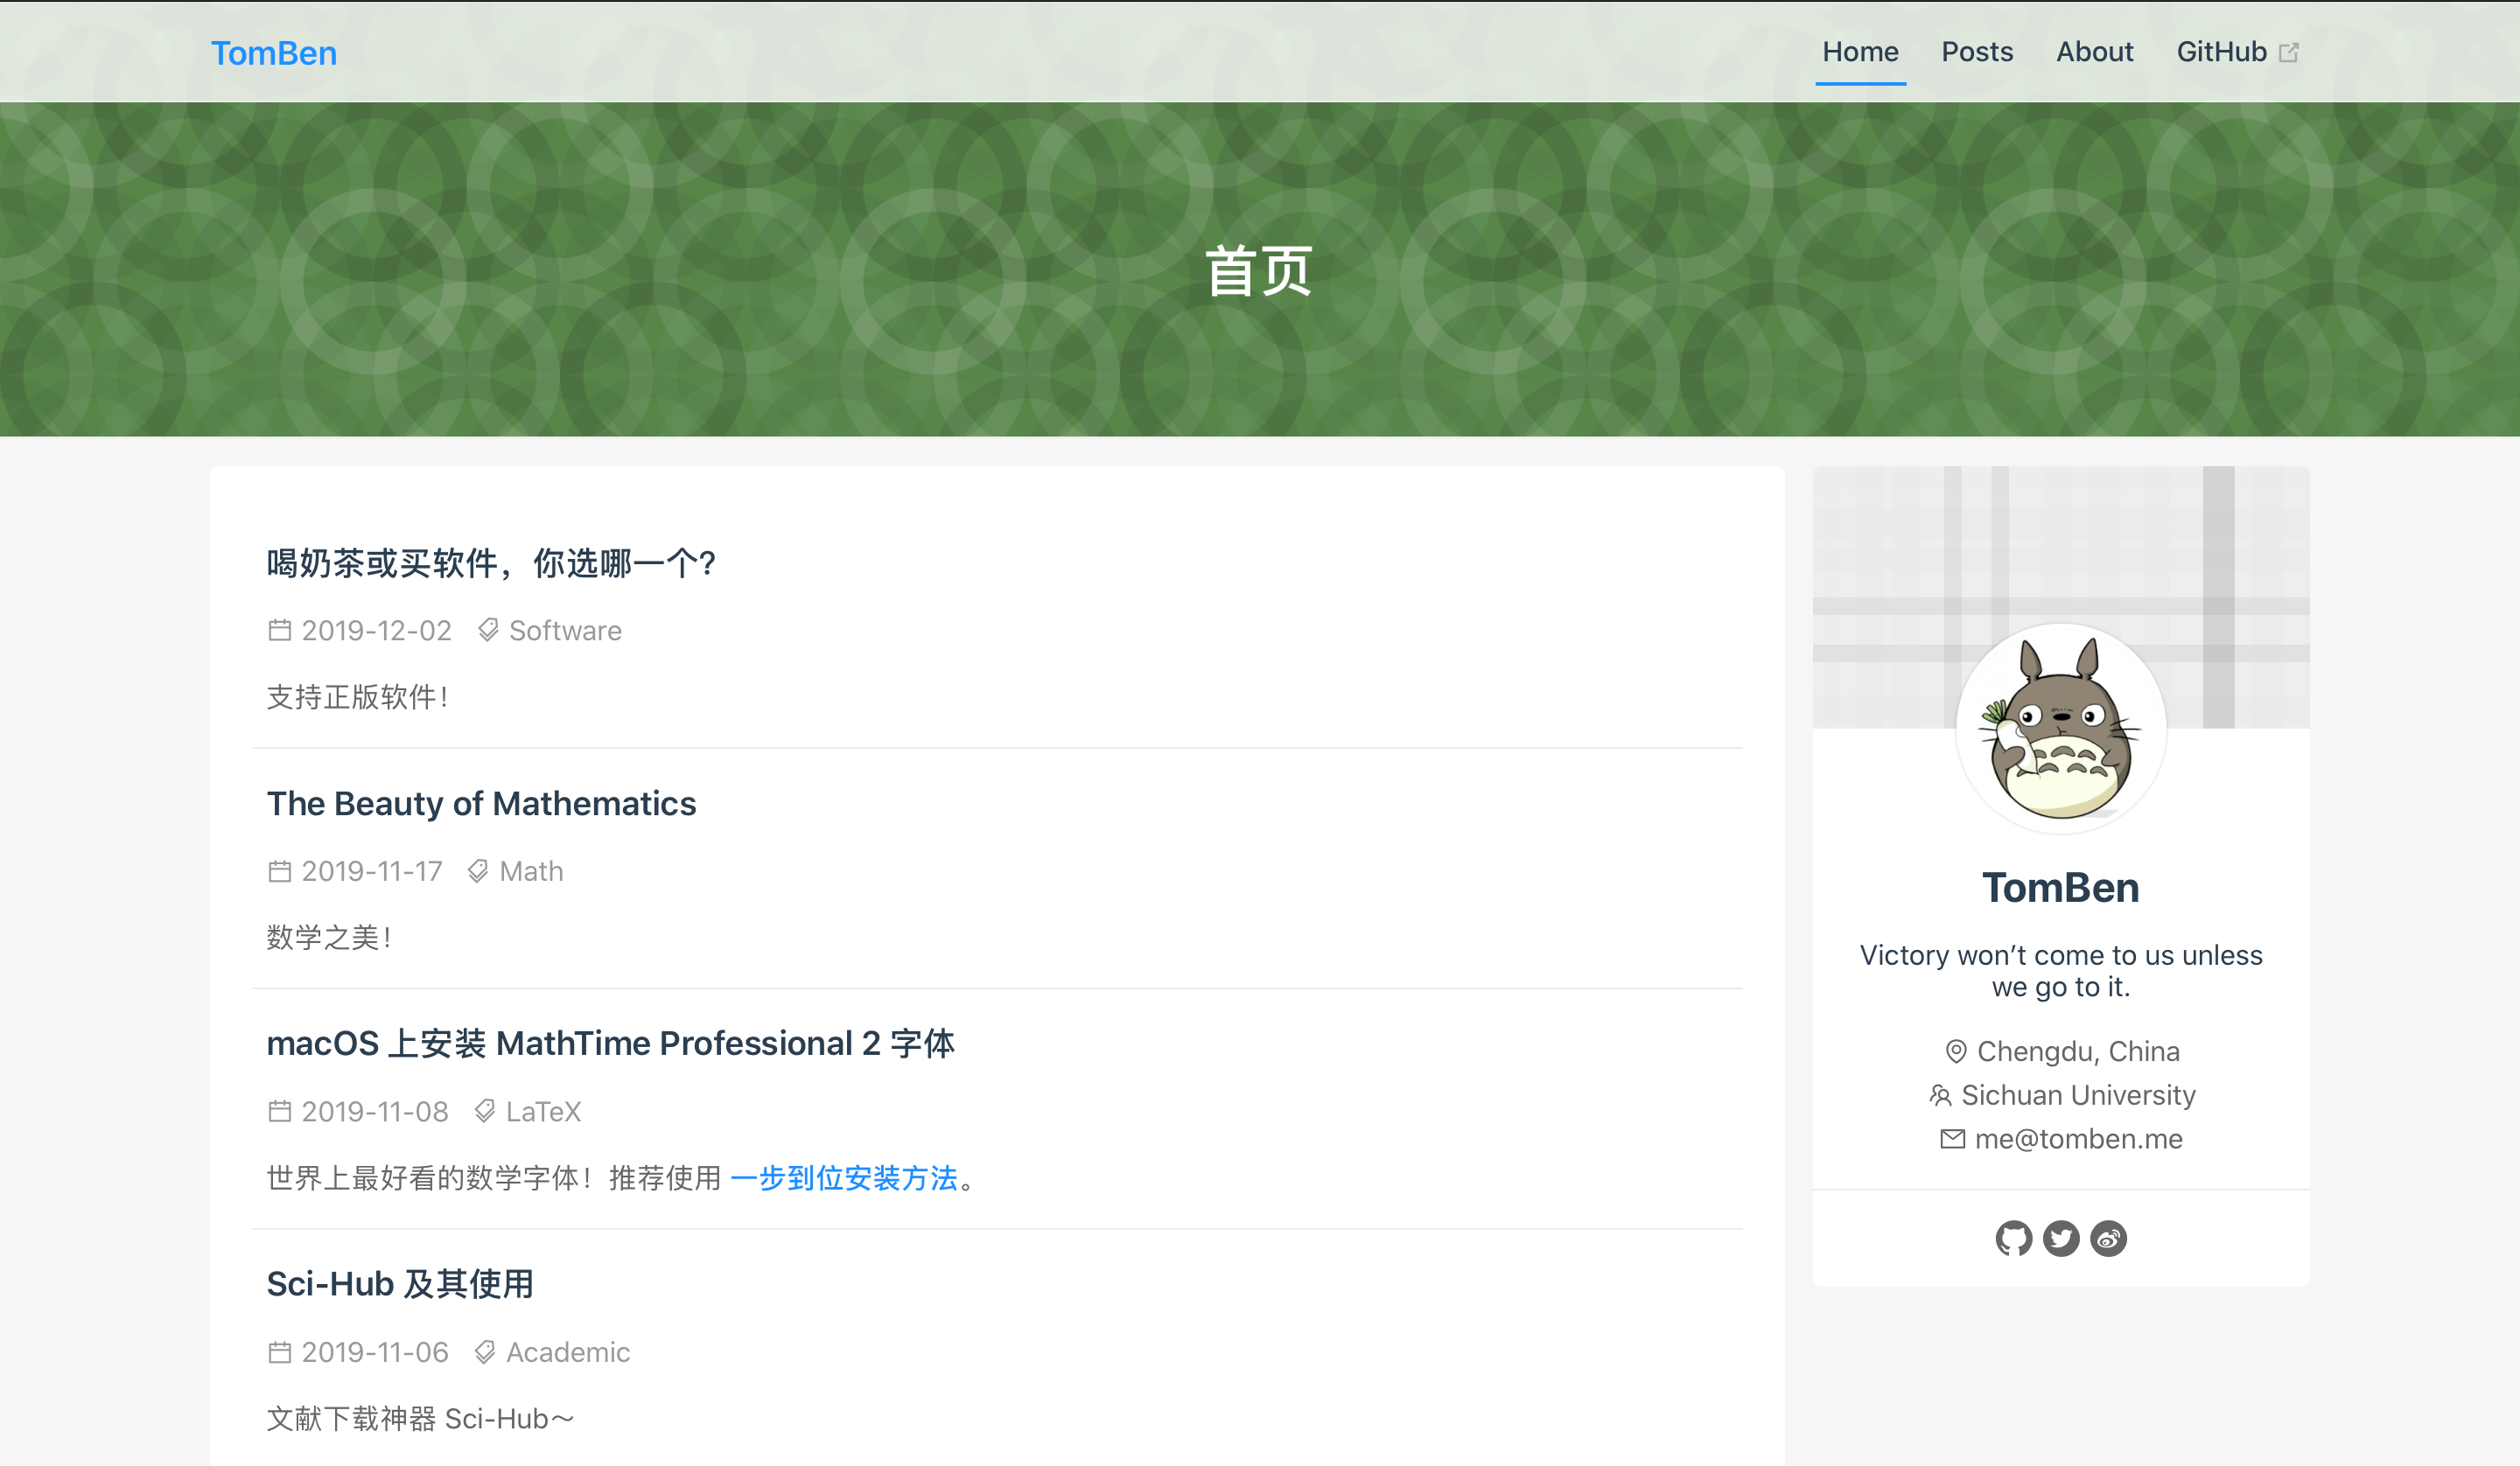 TomBen
Home Posts About GitHub
首页
喝奶茶或买软件，你选哪一个？
2019-12-02 Software
支持正版软件！
The Beauty of Mathematics
2019-11-17 Math
数学之美！
macOS 上安装 MathTime Professional 2 字体
2019-11-08 LaTeX
世界上最好看的数学字体！推荐使用 一步到位安装方法。
Sci-Hub 及其使用
2019-11-06 Academic
文献下载神器 Sci-Hub～
TomBen
Victory won’t come to us unless
we go to it.
Chengdu, China
Sichuan University
me@tomben.me